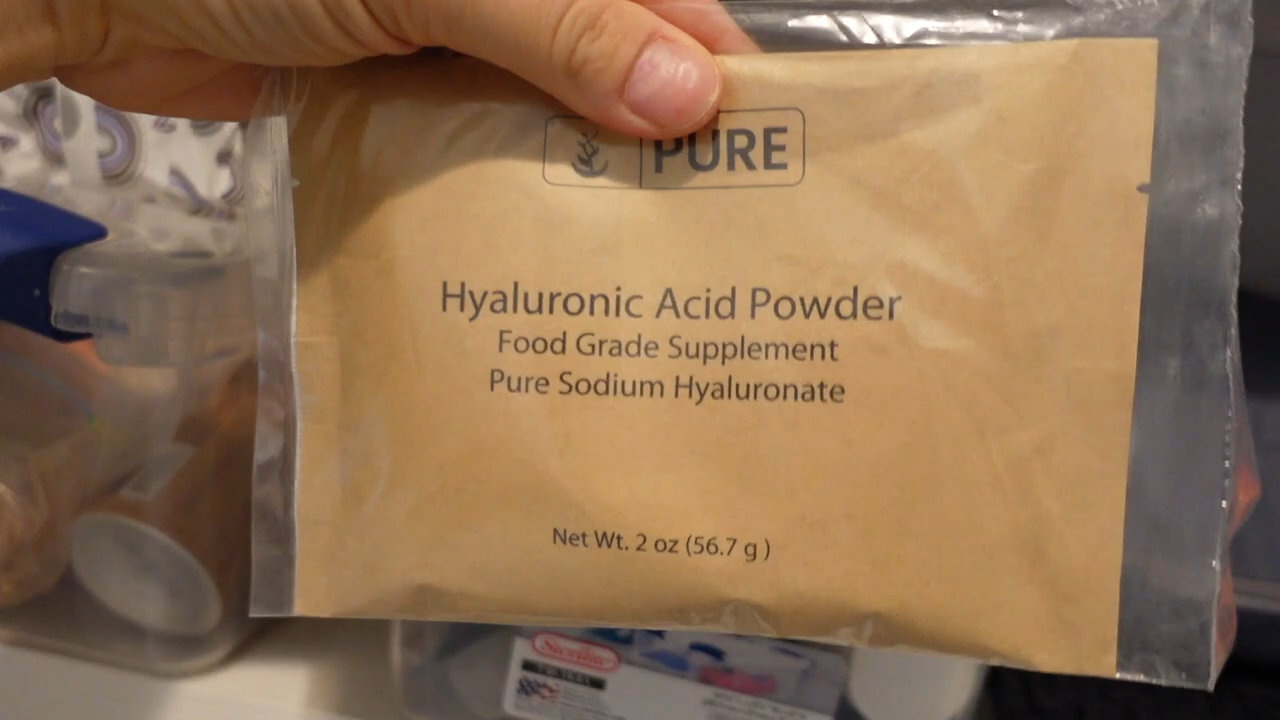 PURE
Hyaluronic Acid Powder
Food Grade Supplement
Pure Sodium Hyaluronate
Net Wt. 2 oz (56.7 g )
Sterilite